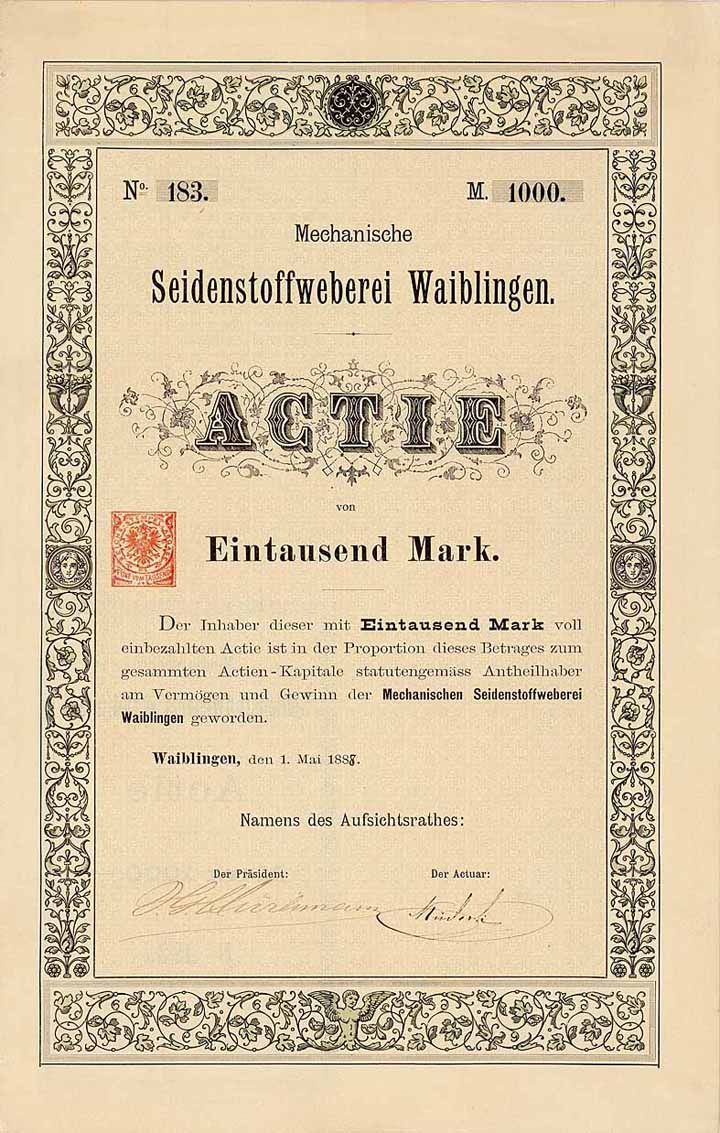 No. 183. M. 1000.
Mechanische
Seidenstoffweberei Waiblingen.
ACTIE
von
Eintausend Mark.
Der Inhaber dieser mit Eintausend Mark voll
einbezahlten Actie ist in der Proportion dieses Betrages zum
gesammten Actien-Kapitale statutengemäss Antheilhaber
am Vermögen und Gewinn der Mechanischen Seidenstoffweberei
Waiblingen geworden.
Waiblingen, den 1. Mai 1888.
Namens des Aufsichtsrathes:
Der Präsident: Der Actuar: